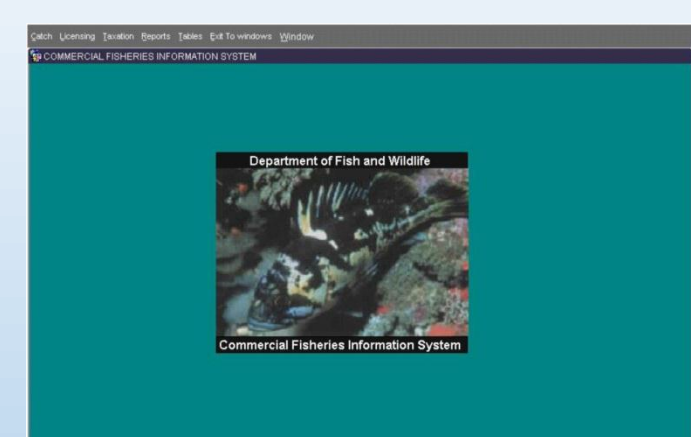 Catch Licensing Taxation Reports Tables Exit To windows Window
COMMERCIAL FISHERIES INFORMATION SYSTEM
Department of Fish and Wildlife
Commercial Fisheries Information System